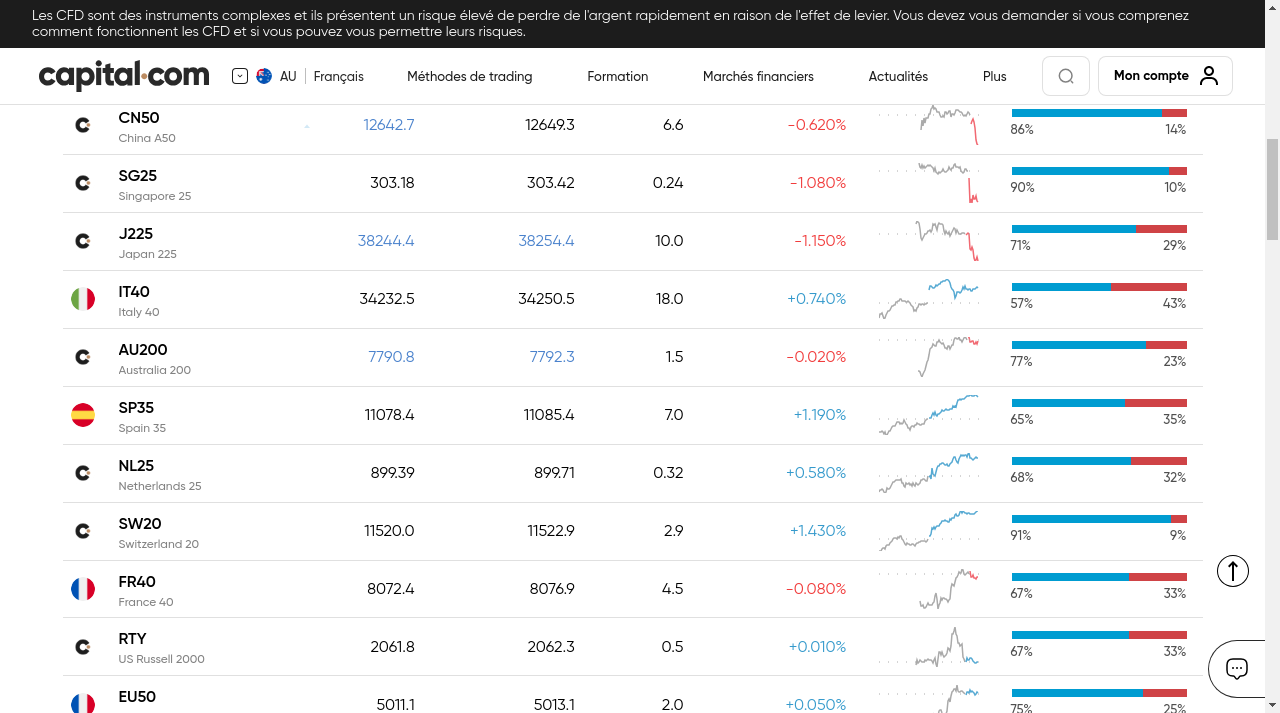 Les CFD sont des instruments complexes et ils présentent un risque élevé de perdre de l'argent rapidement en raison de l'effet de levier. Vous devez vous demander si vous comprenez
comment fonctionnent les CFD et si vous pouvez vous permettre leurs risques.
capital.com AU Français Méthodes de trading Formation Marchés financiers Actualités Plus Mon compte
CN50 12642.7 12649.3 6.6 -0.620%
China A50 86% 14%
SG25 303.18 303.42 0.24 -1.080%
Singapore 25 90% 10%
J225 38244.4 38254.4 10.0 -1.150%
Japan 225 71% 29%
IT40 34232.5 34250.5 18.0 +0.740%
Italy 40 57% 43%
AU200 7790.8 7792.3 1.5 -0.020%
Australia 200 77% 23%
SP35 11078.4 11085.4 7.0 +1.190%
Spain 35 65% 35%
NL25 899.39 899.71 0.32 +0.580%
Netherlands 25 68% 32%
SW20 11520.0 11522.9 2.9 +1.430%
Switzerland 20 91% 9%
FR40 8072.4 8076.9 4.5 -0.080%
France 40 67% 33%
RTY 2061.8 2062.3 0.5 +0.010%
US Russell 2000 67% 33%
EU50 5011.1 5013.1 2.0 +0.050%
75% 25%